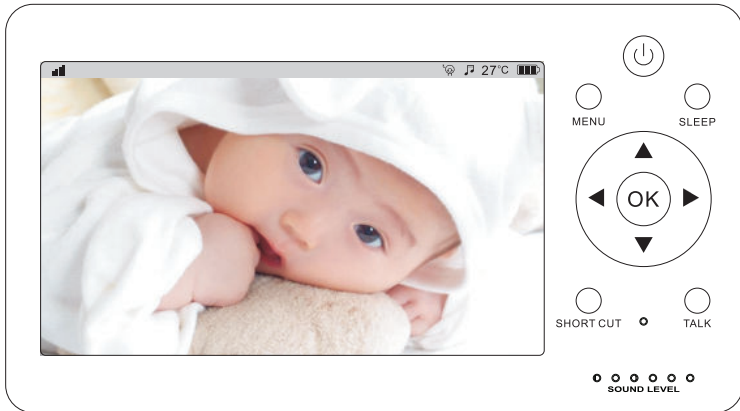 27°C
MENU
SLEEP
OK
SHORT CUT
TALK
SOUND LEVEL